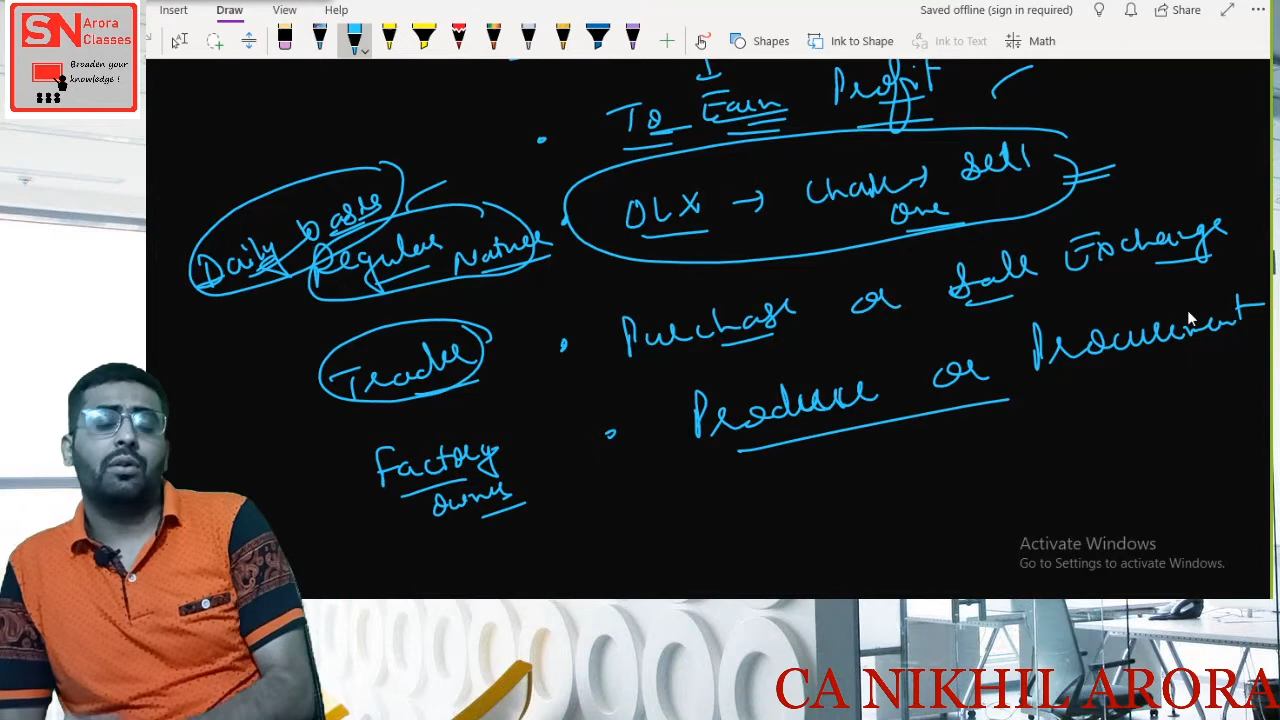 SN Arora Classes
Broaden your knowledge !
Insert Draw View Help
Saved offline (sign in required)
Share
Shapes
Ink to Shape
Ink to Text
Math
To Earn Profit
OLX → Chair → Sell
One
Daily basis
Regular Nature
Purchase or Sale Exchange
Trader
Produce or Procurement
Factory
owner
Activate Windows
Go to Settings to activate Windows.
CA NIKHIL ARORA